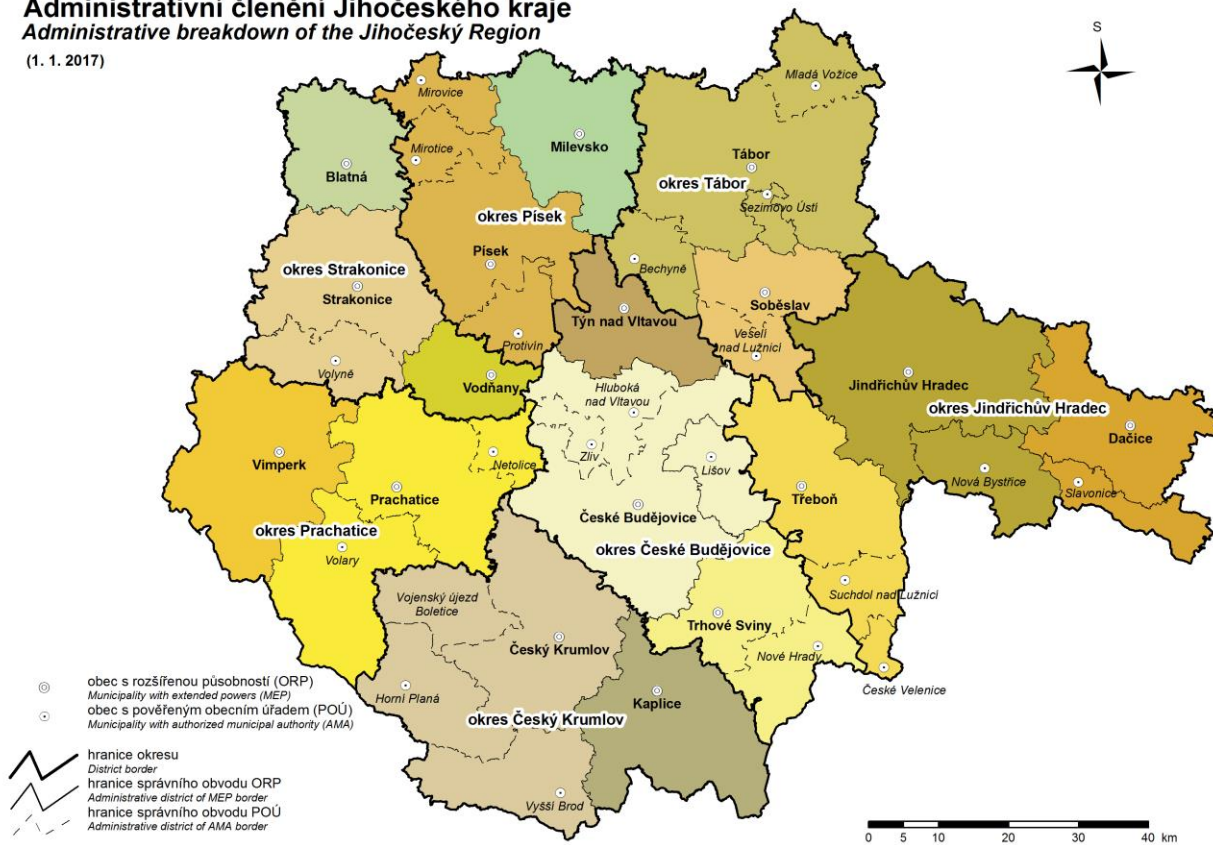 Administrativní členění Jihočeského kraje
Administrative breakdown of the Jihočeský Region
(1. 1. 2017)
S
Mladá Vožice
Mirovice
Milevsko
Mirotice
Tábor
Blatná
okres Tábor
Sezimovo Ústí
okres Písek
Písek
Bechyně
okres Strakonice
Strakonice
Soběslav
Týn nad Vltavou
Protivín
Veselí
nad Lužnicí
Volyně
Vodňany
Jindřichův Hradec
Hluboká
nad Vltavou
okres Jindřichův Hradec
Dačice
Vimperk
Netolice
Zliv
Lišov
Nová Bystřice
Slavonice
Prachatice
Třeboň
České Budějovice
okres Prachatice
okres České Budějovice
Volary
Vojenský újezd
Boletice
Suchdol nad Lužnicí
Trhové Sviny
Český Krumlov
Nové Hrady
České Velenice
Horní Planá
Kaplice
okres Český Krumlov
Vyšší Brod
obec s rozšířenou působností (ORP)
Municipality with extended powers (MEP)
obec s pověřeným obecním úřadem (POÚ)
Municipality with authorized municipal authority (AMA)
hranice okresu
District border
hranice správního obvodu ORP
Administrative district of MEP border
hranice správního obvodu POÚ
Administrative district of AMA border
0 5 10 20 30 40 km